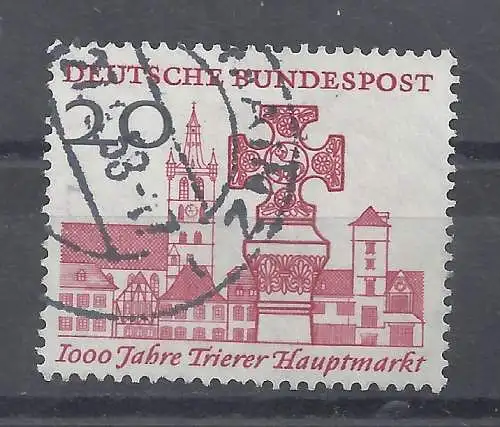 DEUTSCHE BUNDESPOST
20
1000 Jahre Trierer Hauptmarkt